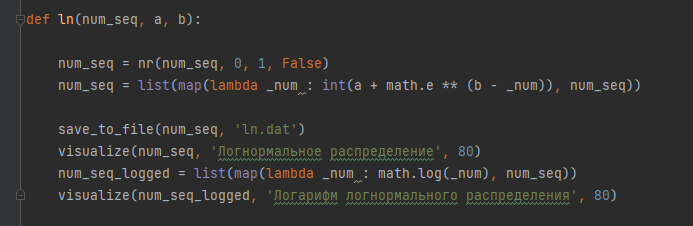 def ln(num_seq, a, b):
num_seq = nr(num_seq, 0, 1, False)
num_seq = list(map(lambda _num : int(a + math.e ** (b - _num)), num_seq))
save_to_file(num_seq, 'ln.dat')
visualize(num_seq, 'Логнормальное распределение', 80)
num_seq_logged = list(map(lambda _num : math.log(_num), num_seq))
visualize(num_seq_logged, 'Логарифм логнормального распределения', 80)